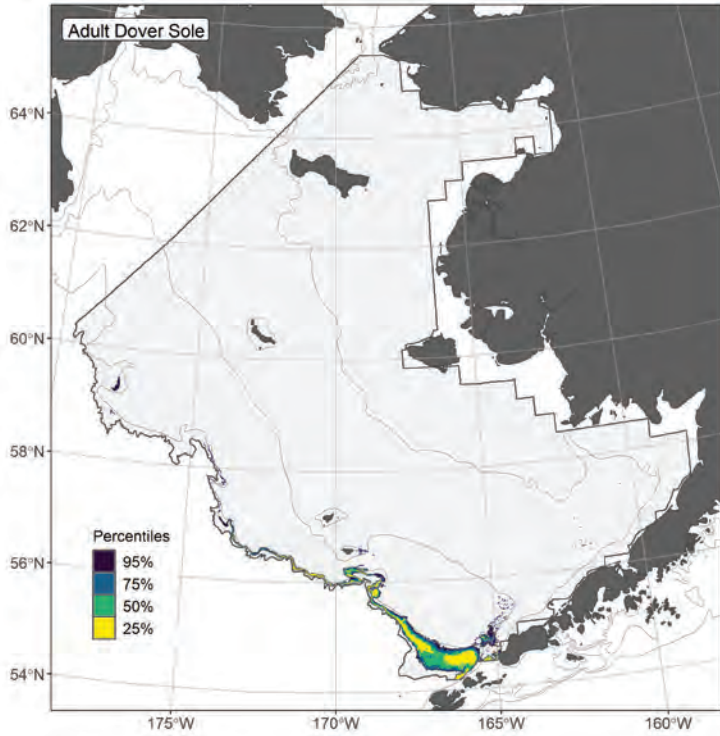 Adult Dover Sole
64°N
62°N
60°N
58°N
56°N
54°N
Percentiles
95%
75%
50%
25%
175°W
170°W
165°W
160°W